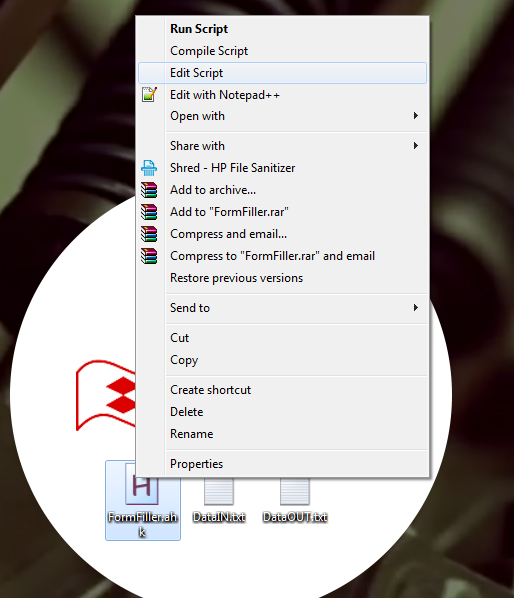 Run Script
Compile Script
Edit Script
Edit with Notepad++
Open with
Share with
Shred - HP File Sanitizer
Add to archive...
Add to "FormFiller.rar"
Compress and email...
Compress to "FormFiller.rar" and email
Restore previous versions
Send to
Cut
Copy
Create shortcut
Delete
Rename
Properties
FormFiller.ah
k
DataIN.txt
DataOUT.txt